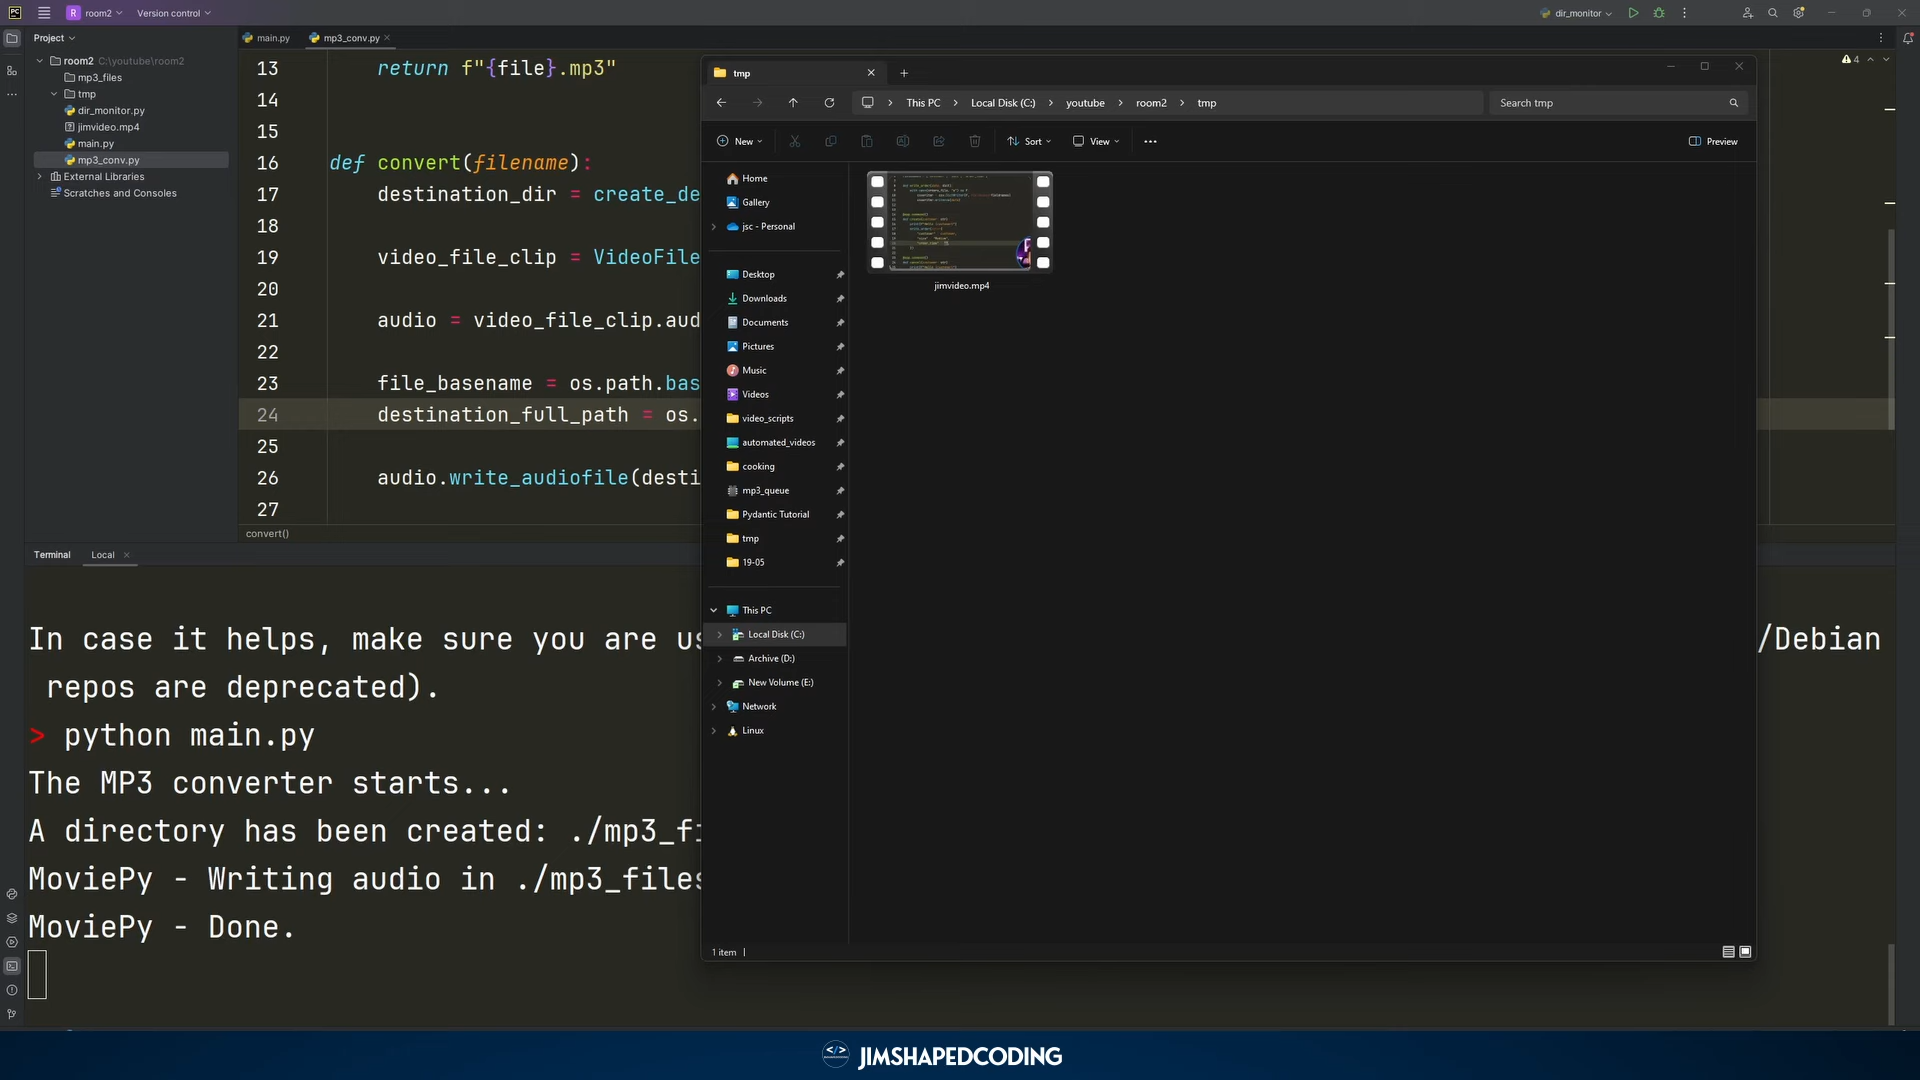 room2
Version control
dir_monitor
Project
main.py
mp3_conv.py
room2 C:\youtube\room2
mp3_files
tmp
dir_monitor.py
jimvideo.mp4
main.py
mp3_conv.py
External Libraries
Scratches and Consoles
4
13 return f"{file}.mp3"
14
15
16 def convert(filename):
17 destination_dir = create_de
18
19 video_file_clip = VideoFile
20
21 audio = video_file_clip.aud
22
23 file_basename = os.path.bas
24 destination_full_path = os.
25
26 audio.write_audiofile(desti
27
convert()
tmp
This PC > Local Disk (C:) > youtube > room2 > tmp
Search tmp
New
Sort
View
Preview
Home
Gallery
jsc - Personal
Desktop
Downloads
Documents
Pictures
Music
Videos
video_scripts
automated_videos
cooking
mp3_queue
Pydantic Tutorial
tmp
19-05
This PC
Local Disk (C:)
Archive (D:)
New Volume (E:)
Network
Linux
jimvideo.mp4
1 item
Terminal
Local
In case it helps, make sure you are us
/Debian
repos are deprecated).
> python main.py
The MP3 converter starts...
A directory has been created: ./mp3_fi
MoviePy - Writing audio in ./mp3_files
MoviePy - Done.
JIMSHAPEDCODING